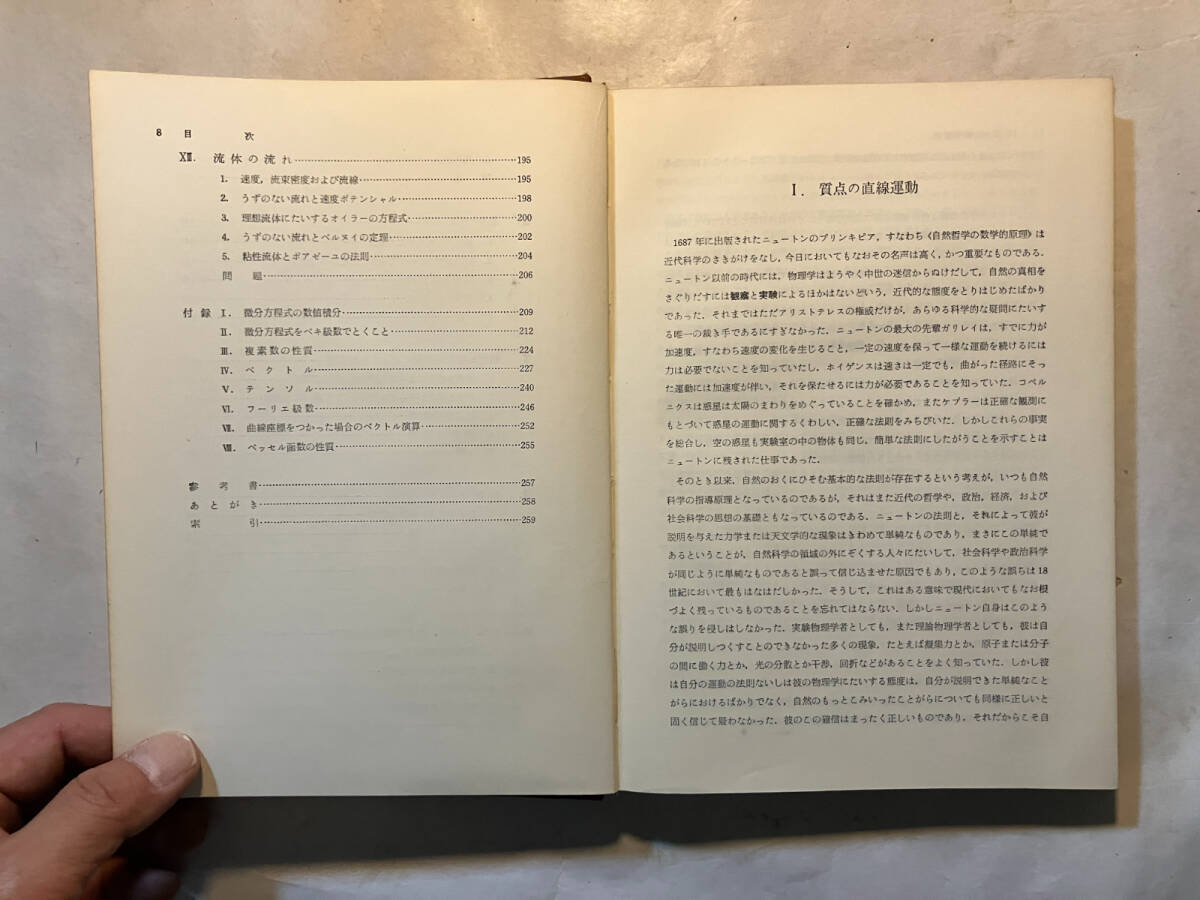 8 目 次
XIII. 流体の流れ……195
1. 速度，流束密度および流線……195
2. うずのない流れと速度ポテンシャル……198
3. 理想流体にたいするオイラーの方程式……200
4. うずのない流れとベルヌイの定理……202
5. 粘性流体とポアゼーユの法則……204
問 題……206
付 録 I. 微分方程式の数値積分……209
II. 微分方程式をベキ級数でとくこと……212
III. 複素数の性質……224
IV. ベクトル……227
V. テンソル……240
VI. フーリエ級数……246
VII. 曲線座標をつかった場合のベクトル演算……252
VIII. ベッセル函数の性質……255
参 考 書……257
あ と が き……258
索 引……259
I. 質点の直線運動
1687 年に出版されたニュートンのプリンキピア，すなわち《自然哲学の数学的原理》は
近代科学のさきがけをなし，今日においてもなおその名声は高く，かつ重要なものである．
ニュートン以前の時代には，物理学はようやく中世の迷信からぬけだして，自然の真相を
さぐりだすには観察と実験によるほかはないという，近代的な態度をとりはじめたばかり
であった．それまではただアリストテレスの権威だけが，あらゆる科学的な疑問にたいす
る唯一の裁き手であるにすぎなかった．ニュートンの最大の先輩ガリレイは，すでに力が
加速度，すなわち速度の変化を生じること，一定の速度を保って一様な運動を続けるには
力は必要でないことを知っていたし，ホイゲンスは速さは一定でも，曲がった径路にそっ
た運動には加速度が伴い，それを保たせるには力が必要であることを知っていた．コペル
ニクスは惑星は太陽のまわりをめぐっていることを確かめ，またケプラーは正確な観測に
もとづいて惑星の運動に関するくわしい，正確な法則をみちびいた．しかしこれらの事実
を綜合し，空の惑星も実験室の中の物体も同じ，簡単な法則にしたがうことを示すことは
ニュートンに残された仕事であった．
そのとき以来，自然のおくにひそむ基本的な法則が存在するという考えが，いつも自然
科学の指導原理となっているのであるが，それはまた近代の哲学や，政治，経済，および
社会科学の思想の基礎ともなっているのである．ニュートンの法則と，それによって彼が
説明を与えた力学または天文学的な現象はきわめて単純なものであり，まさにこの単純で
あるということが，自然科学の領域の外にぞくする人々にたいして，社会科学や政治科学
が同じように単純なものであると誤って信じ込ませた原因でもあり，このような誤ちは 18
世紀において最もはなはだしかった．そうして，これはある意味で現代においてもなお根
づよく残っているものであることを忘れてはならない．しかしニュートン自身はこのよう
な誤りを侵しはしなかった．実験物理学者としても，また理論物理学者としても，彼は自
分が説明しつくすことのできなかった多くの現象，たとえば凝集力とか，原子または分子
の間に働く力とか，光の分散とか干渉，回折などがあることをよく知っていた．しかし彼
は自分の運動の法則ないしは彼の物理学にたいする態度は，自分が説明できた単純なこと
がらにおけるばかりでなく，自然のもっとこみいったことがらについても同様に正しいと
固く信じて疑わなかった．彼のこの確信はまったく正しいものであり，それだからこそ自